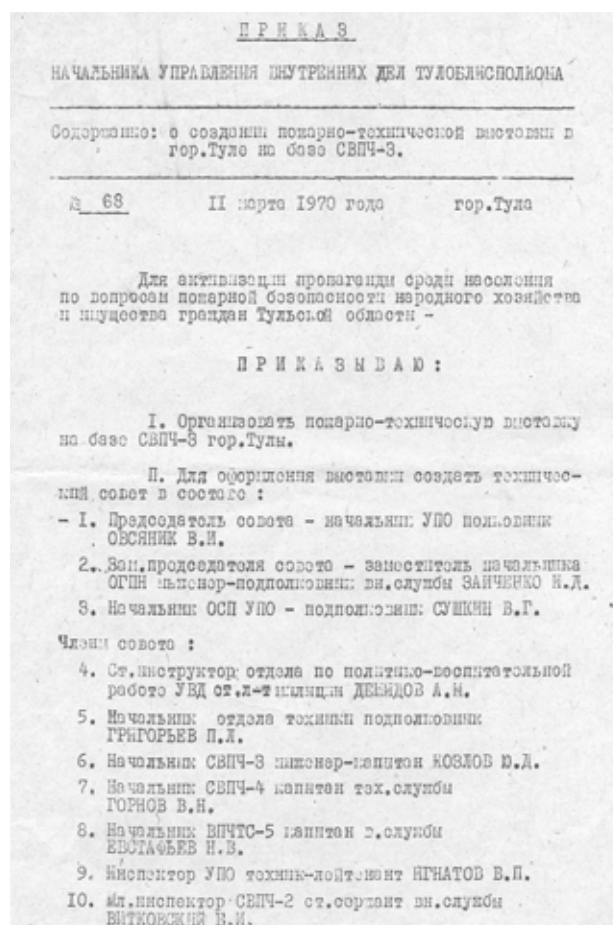 ПРИКАЗ
НАЧАЛЬНИКА УПРАВЛЕНИЯ ВНУТРЕННИХ ДЕЛ ТУЛОБЛИСПОЛКОМА
Содержание: о создании пожарно-технической выставки в
гор.Туле на базе СВПЧ-3.
№ 68 II марта 1970 года гор.Тула
Для активизации пропаганды среди населения
по вопросам пожарной безопасности народного хозяйства
и имущества граждан Тульской области -
ПРИКАЗЫВАЮ:
I. Организовать пожарно-техническую выставку
на базе СВПЧ-3 гор.Тулы.
П. Для оформления выставки создать техничес-
кий совет в составе :
- I. Председатель совета - начальник УПО полковник
ОВСЯНИК В.И.
2. Зам.председателя совета - заместитель начальника
ОГПН инженер-подполковник вн.службы ЗАИЧЕНКО И.Д.
3. Начальник ОСП УПО - подполковник СУШКИН В.Г.
Члены совета :
4. Ст.инструктор отдела по политико-воспитательной
работе УВД ст.л-т милиции ДЕМИДОВ А.М.
5. Начальник отдела техники подполковник
ГРИГОРЬЕВ П.Л.
6. Начальник СВПЧ-3 инженер-капитан КОЗЛОВ Ю.Д.
7. Начальник СВПЧ-4 капитан тех.службы
ГОРНОВ В.Н.
8. Начальник ВПЧТС-5 капитан в.службы
ЕВСТАФЬЕВ Н.В.
9. Инспектор УПО техник-лейтенант ИГНАТОВ В.П.
10. Мл.инспектор СВПЧ-2 ст.сержант вн.службы
ВИТКОВСКИЙ В.И.